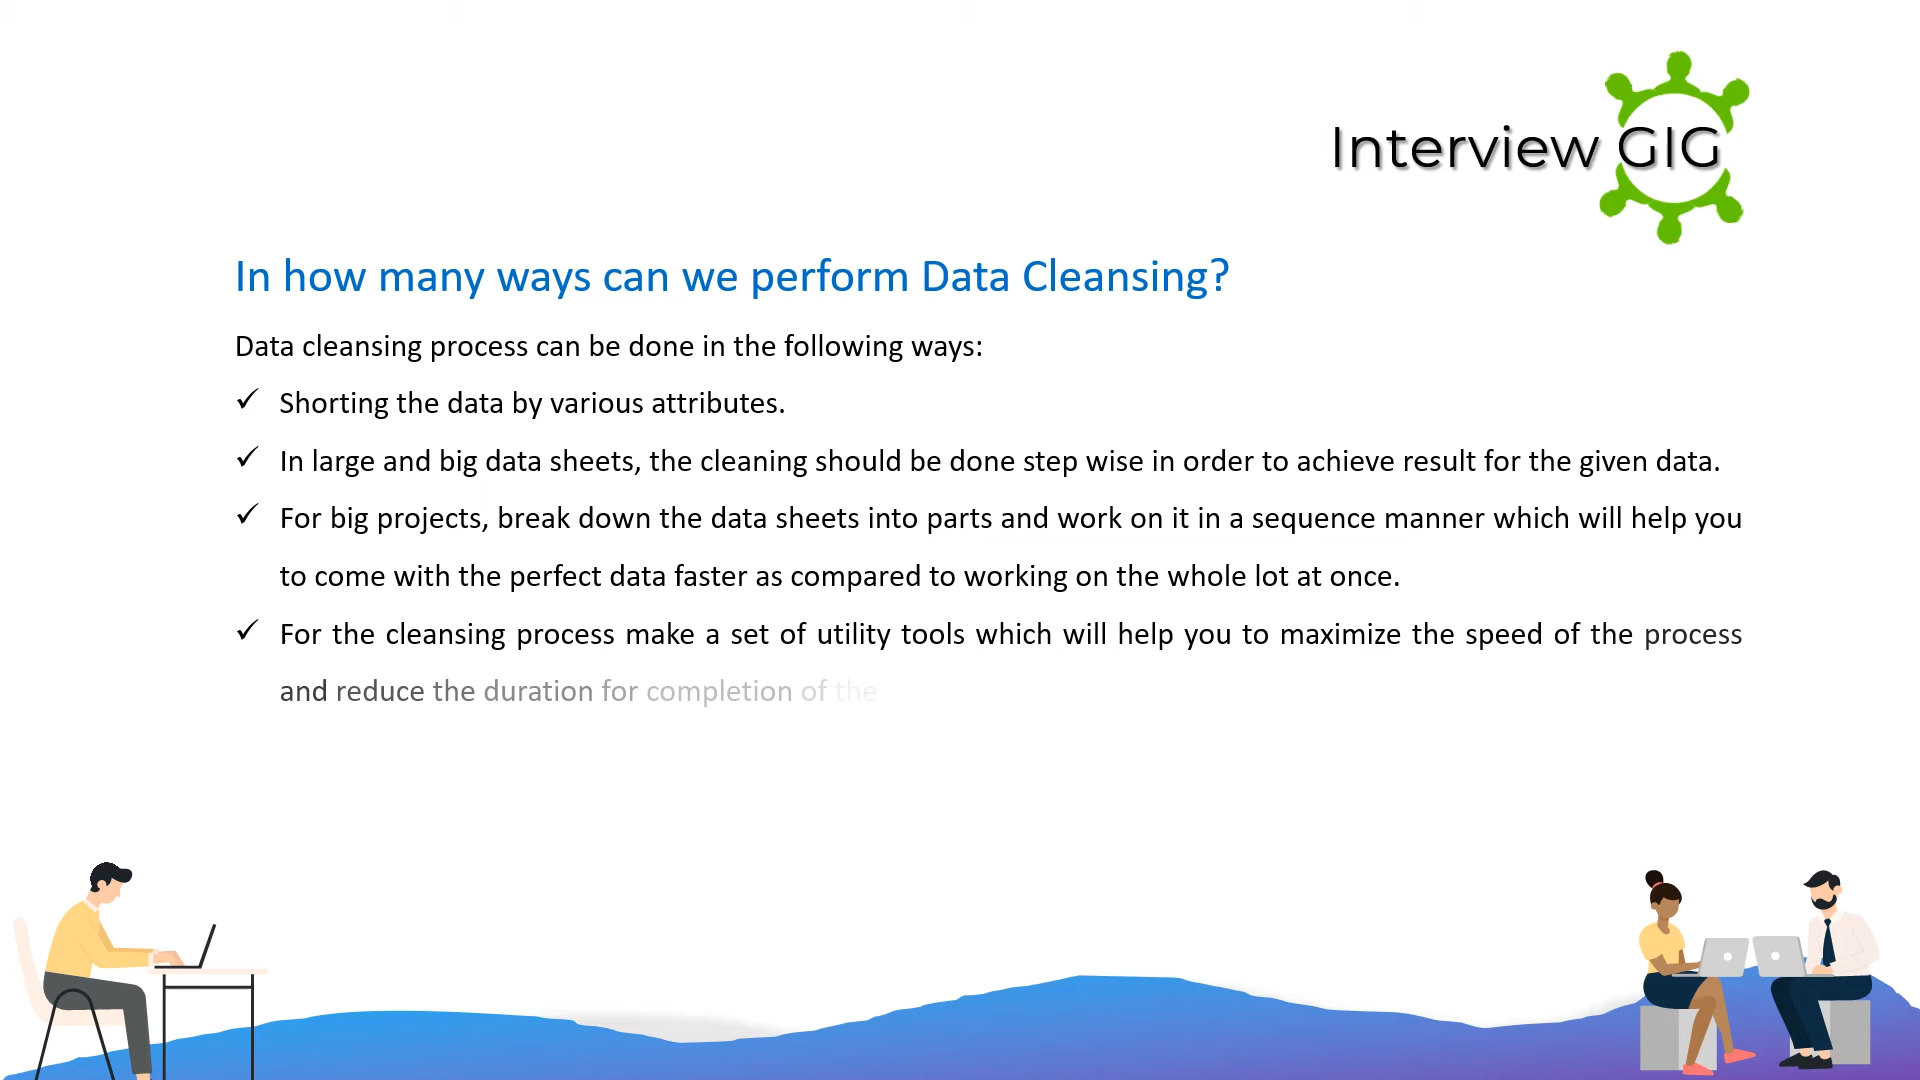 Interview GIG
In how many ways can we perform Data Cleansing?
Data cleansing process can be done in the following ways:
✓ Shorting the data by various attributes.
✓ In large and big data sheets, the cleaning should be done step wise in order to achieve result for the given data.
✓ For big projects, break down the data sheets into parts and work on it in a sequence manner which will help you
to come with the perfect data faster as compared to working on the whole lot at once.
✓ For the cleansing process make a set of utility tools which will help you to maximize the speed of the process
and reduce the duration for completion of the